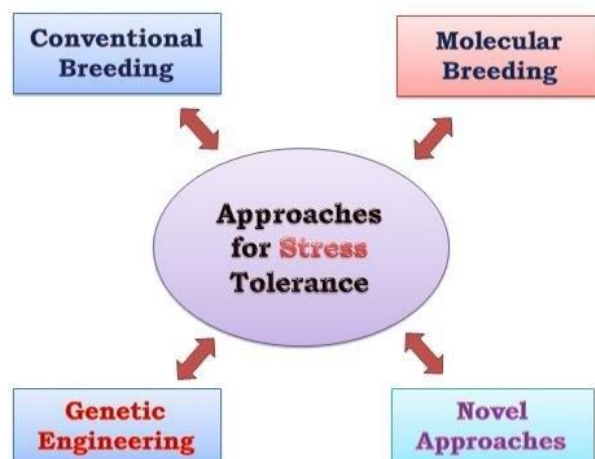 Conventional
Breeding
Molecular
Breeding
Approaches
for Stress
Tolerance
Genetic
Engineering
Novel
Approaches